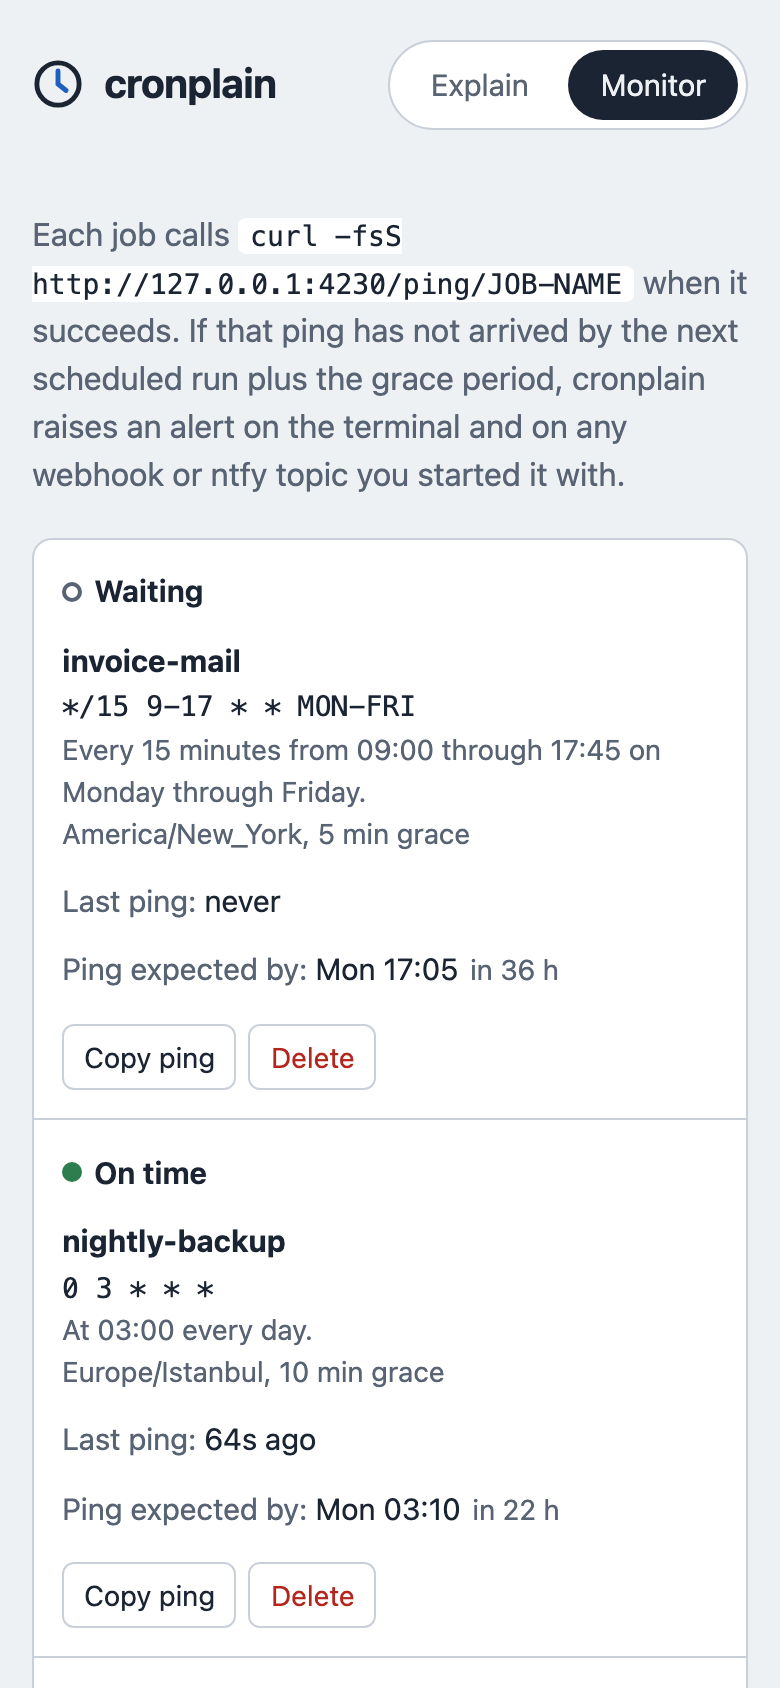 cronplain
Explain
Monitor
Each job calls curl -fsS
http://127.0.0.1:4230/ping/JOB-NAME when it
succeeds. If that ping has not arrived by the next
scheduled run plus the grace period, cronplain
raises an alert on the terminal and on any
webhook or ntfy topic you started it with.
Waiting
invoice-mail
*/15 9-17 * * MON-FRI
Every 15 minutes from 09:00 through 17:45 on
Monday through Friday.
America/New_York, 5 min grace
Last ping: never
Ping expected by: Mon 17:05 in 36 h
Copy ping
Delete
On time
nightly-backup
0 3 * * *
At 03:00 every day.
Europe/Istanbul, 10 min grace
Last ping: 64s ago
Ping expected by: Mon 03:10 in 22 h
Copy ping
Delete